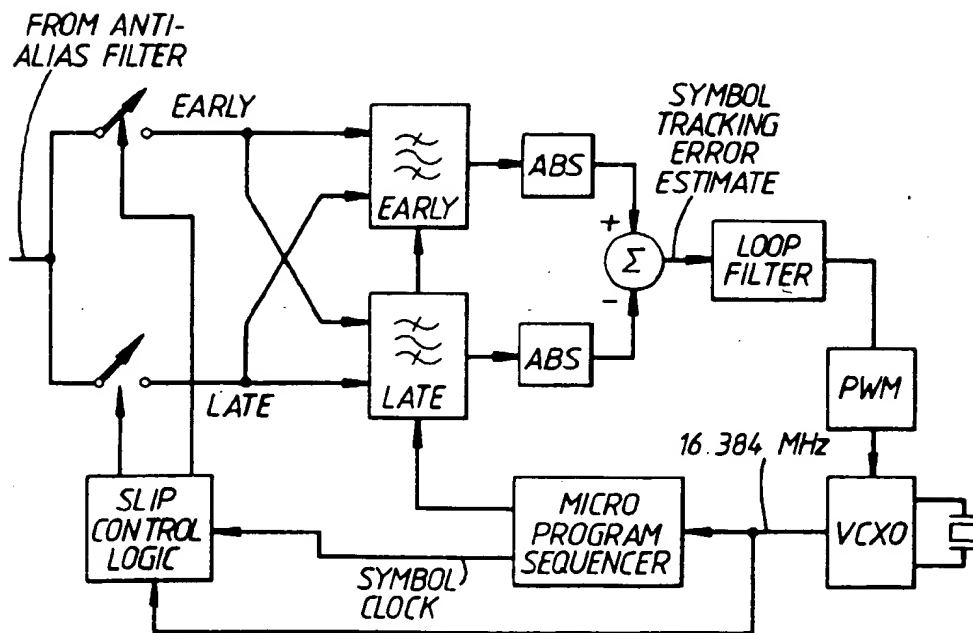 FROM ANTI-
ALIAS FILTER
EARLY
EARLY
ABS
SYMBOL
TRACKING
ERROR
ESTIMATE
+
Σ
-
LOOP
FILTER
LATE
LATE
ABS
PWM
16.384 MHz
SLIP
CONTROL
LOGIC
SYMBOL
CLOCK
MICRO
PROGRAM
SEQUENCER
VCXO